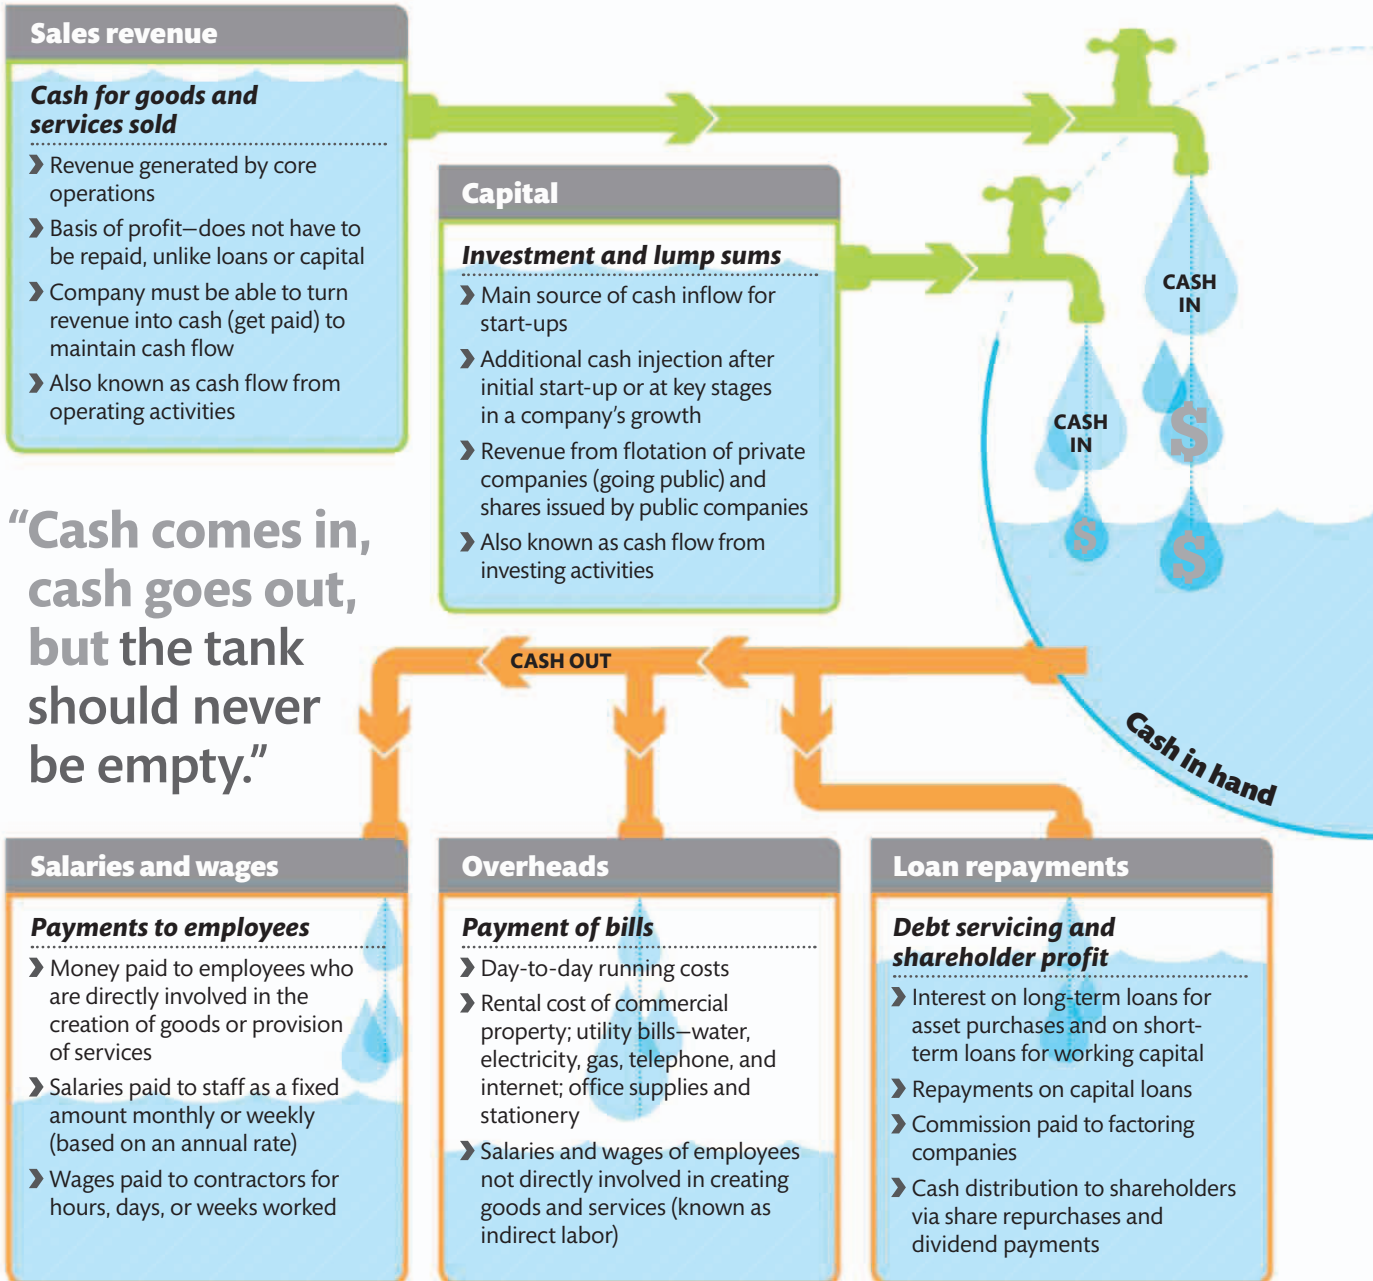 Sales revenue
Cash for goods and
services sold
❯ Revenue generated by core
operations
❯ Basis of profit—does not have to
be repaid, unlike loans or capital
❯ Company must be able to turn
revenue into cash (get paid) to
maintain cash flow
❯ Also known as cash flow from
operating activities
Capital
Investment and lump sums
❯ Main source of cash inflow for
start-ups
❯ Additional cash injection after
initial start-up or at key stages
in a company’s growth
❯ Revenue from flotation of private
companies (going public) and
shares issued by public companies
❯ Also known as cash flow from
investing activities
CASH
IN
$
$
CASH
IN
$
“Cash comes in,
cash goes out,
but the tank
should never
be empty.”
CASH OUT
Cash in hand
Salaries and wages
Payments to employees
❯ Money paid to employees who
are directly involved in the
creation of goods or provision
of services
❯ Salaries paid to staff as a fixed
amount monthly or weekly
(based on an annual rate)
❯ Wages paid to contractors for
hours, days, or weeks worked
Overheads
Payment of bills
❯ Day-to-day running costs
❯ Rental cost of commercial
property; utility bills—water,
electricity, gas, telephone, and
internet; office supplies and
stationery
❯ Salaries and wages of employees
not directly involved in creating
goods and services (known as
indirect labor)
Loan repayments
Debt servicing and
shareholder profit
❯ Interest on long-term loans for
asset purchases and on short-
term loans for working capital
❯ Repayments on capital loans
❯ Commission paid to factoring
companies
❯ Cash distribution to shareholders
via share repurchases and
dividend payments